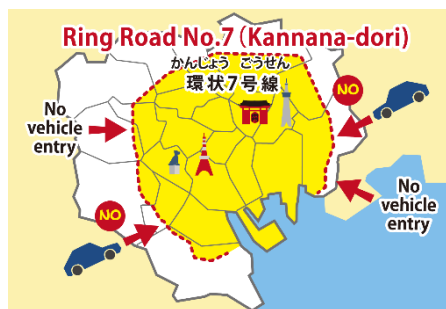 Ring Road No.7 (Kannana-dori)
かんじょう ごうせん
環状7号線
NO
No
vehicle
entry
NO
No
vehicle
entry